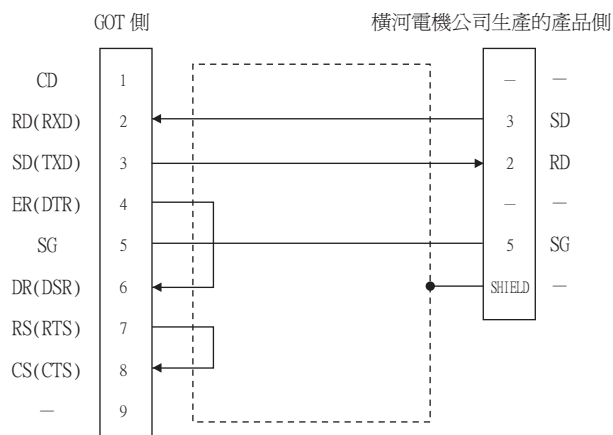 GOT 側 橫河電機公司生產的產品側
CD 1 — —
RD(RXD) 2 3 SD
SD(TXD) 3 2 RD
ER(DTR) 4 — —
SG 5 5 SG
DR(DSR) 6 SHIELD —
RS(RTS) 7
CS(CTS) 8
— 9